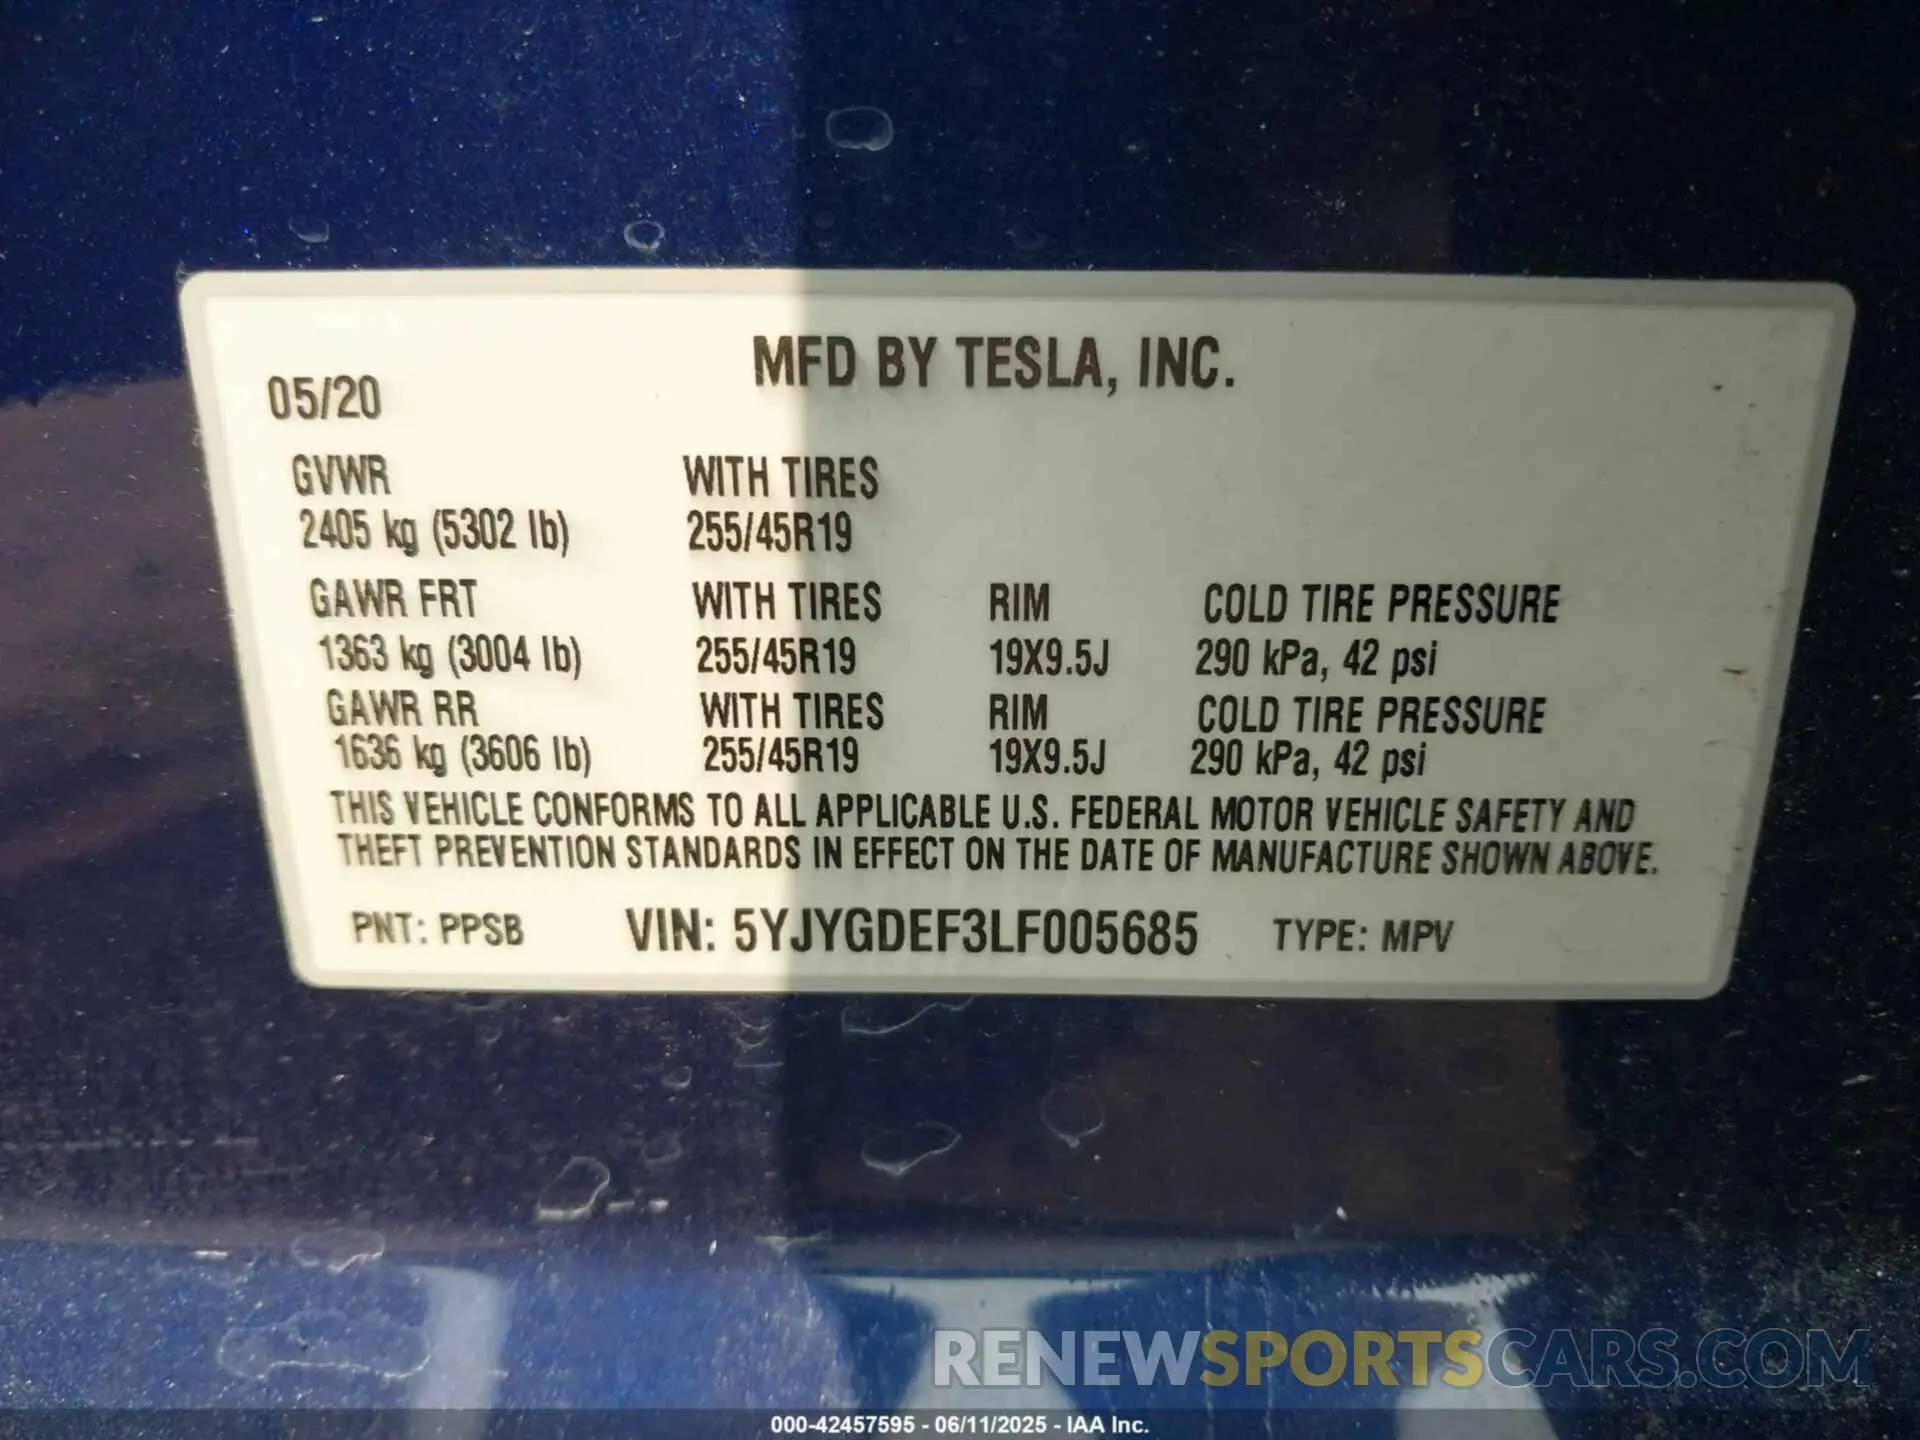 MFD BY TESLA, INC.
05/20
GVWR WITH TIRES
2405 kg (5302 lb) 255/45R19
GAWR FRT WITH TIRES RIM COLD TIRE PRESSURE
1363 kg (3004 lb) 255/45R19 19X9.5J 290 kPa, 42 psi
GAWR RR WITH TIRES RIM COLD TIRE PRESSURE
1636 kg (3606 lb) 255/45R19 19X9.5J 290 kPa, 42 psi
THIS VEHICLE CONFORMS TO ALL APPLICABLE U.S. FEDERAL MOTOR VEHICLE SAFETY AND
THEFT PREVENTION STANDARDS IN EFFECT ON THE DATE OF MANUFACTURE SHOWN ABOVE.
PNT: PPSB VIN: 5YJYGDEF3LF005685 TYPE: MPV
RENEWSPORTSCARS.COM
000-42457595 - 06/11/2025 - IAA Inc.